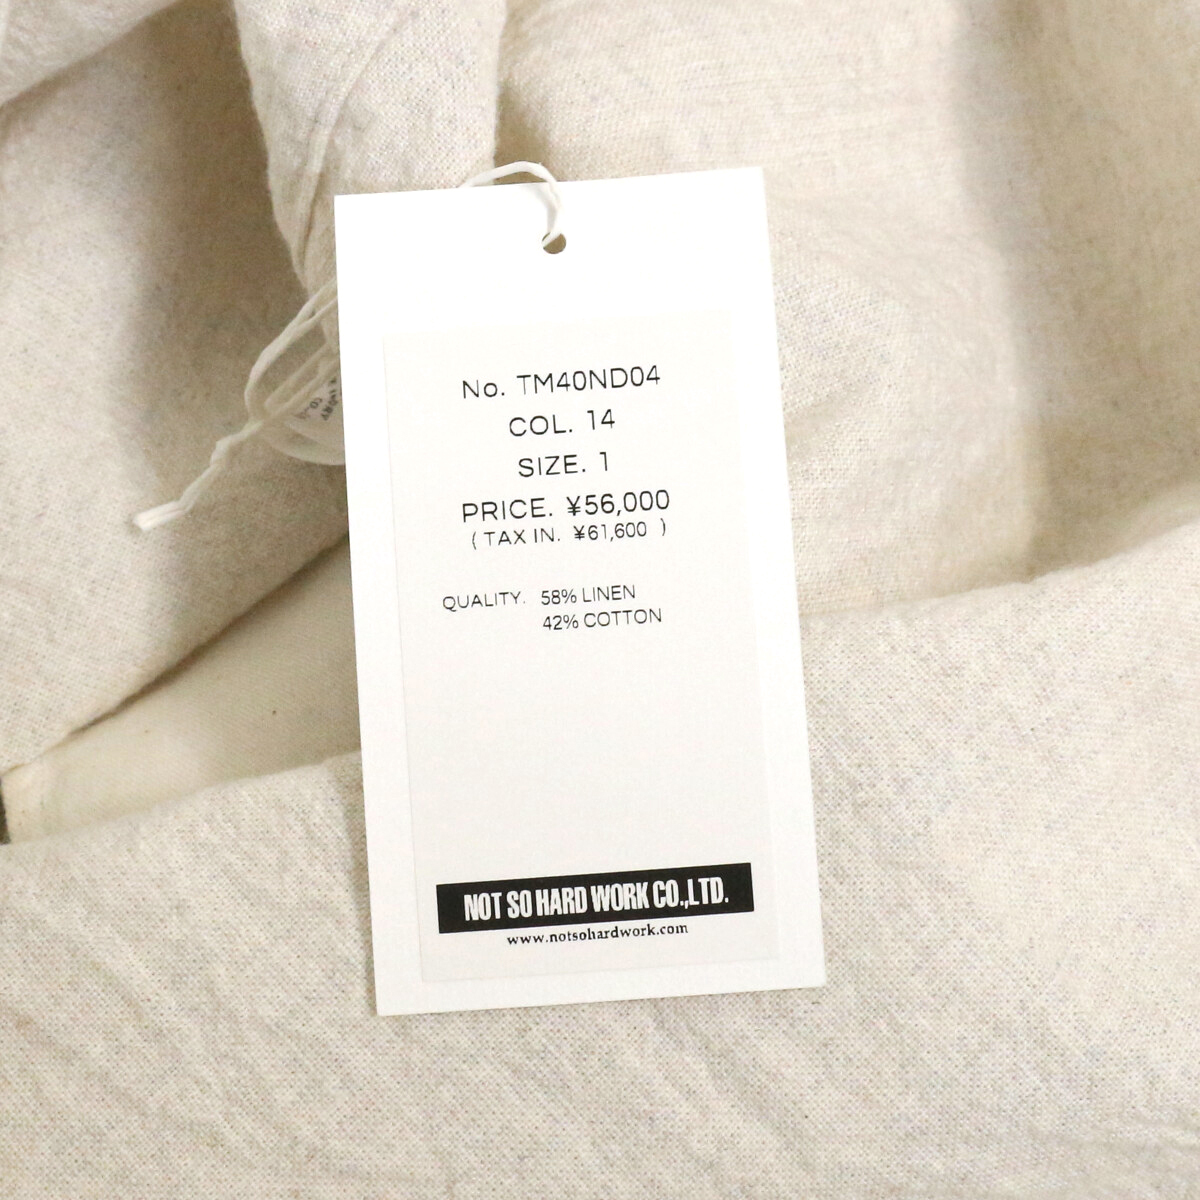 No. TM40ND04
COL. 14
SIZE. 1
PRICE. ¥56,000
( TAX IN. ¥61,600 )
QUALITY. 58% LINEN
42% COTTON
NOT SO HARD WORK CO.,LTD.
www.notsohardwork.com